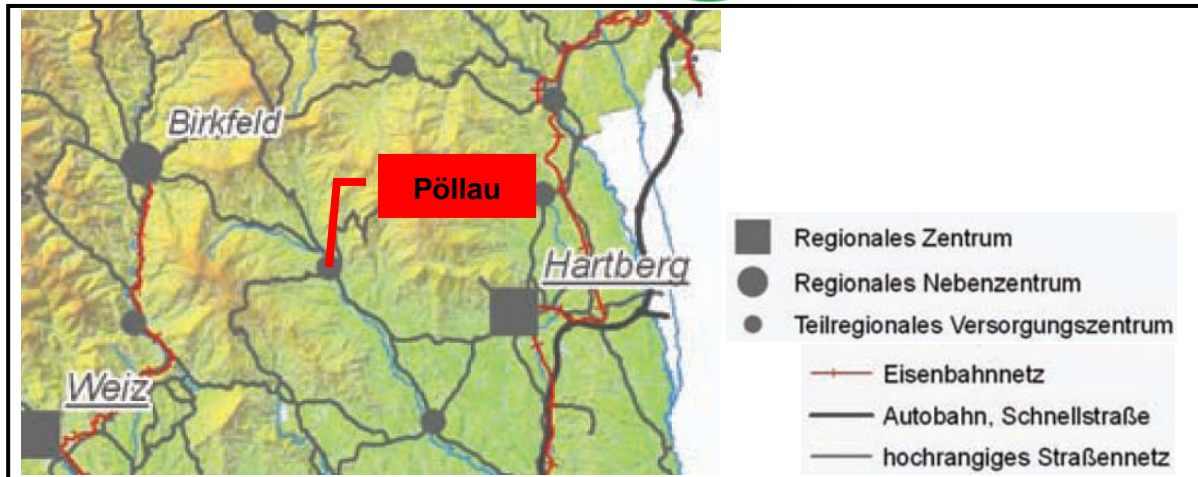 Birkfeld
Pöllau
Hartberg
Weiz
Regionales Zentrum
Regionales Nebenzentrum
Teilregionales Versorgungszentrum
Eisenbahnnetz
Autobahn, Schnellstraße
hochrangiges Straßennetz